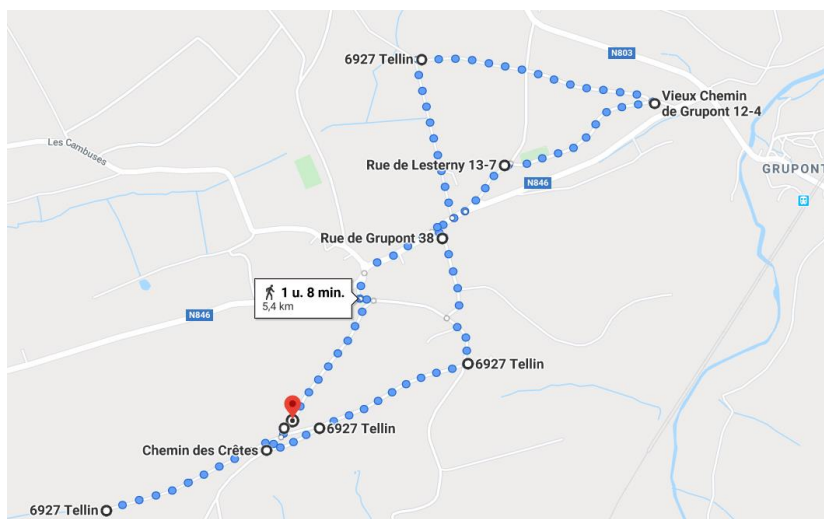 N803
6927 Tellin
Vieux Chemin
de Grupont 12-4
Les Cambuses
Rue de Lesterny 13-7
GRUPONT
N846
Rue de Grupont 38
1 u. 8 min.
5,4 km
N846
6927 Tellin
6927 Tellin
Chemin des Crêtes
6927 Tellin